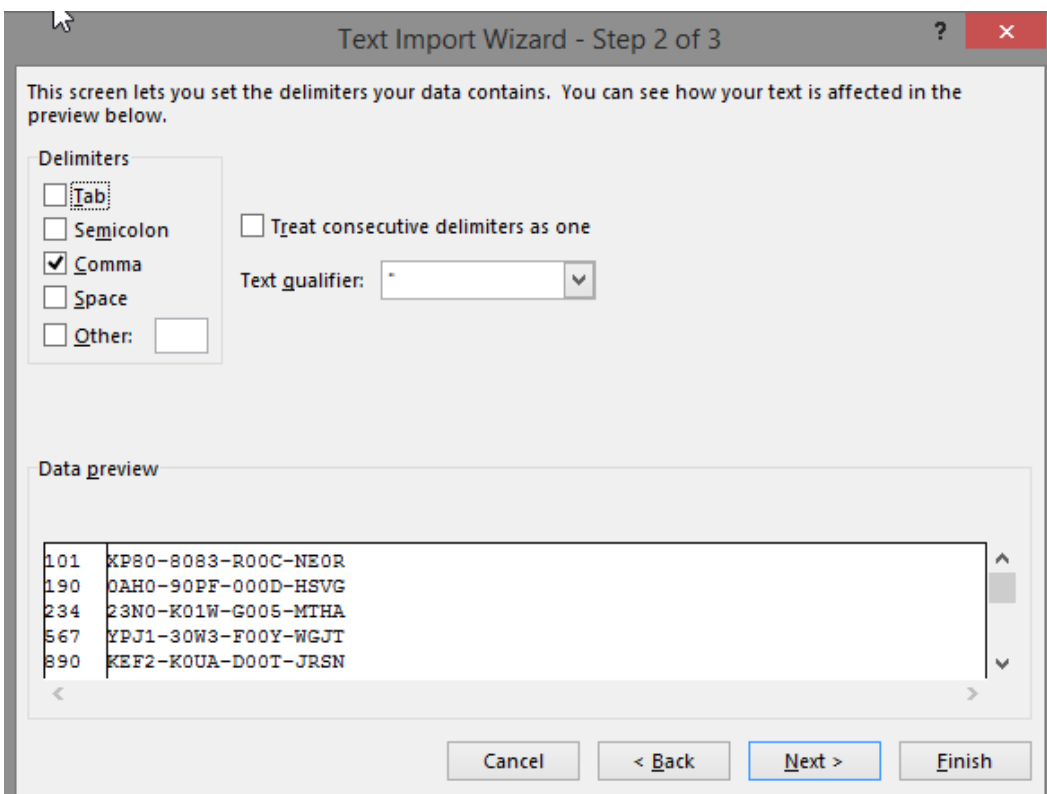 Text Import Wizard - Step 2 of 3
?
This screen lets you set the delimiters your data contains. You can see how your text is affected in the
preview below.
Delimiters
Tab
Semicolon
Comma
Space
Other:
Treat consecutive delimiters as one
Text qualifier: "
Data preview
101 XP80-8083-R00C-NE0R
190 0AH0-90PF-000D-HSVG
234 23N0-K01W-G005-MTHA
567 YPJ1-30W3-F00Y-WGJT
890 KEF2-K0UA-D00T-JRSN
Cancel < Back Next > Finish